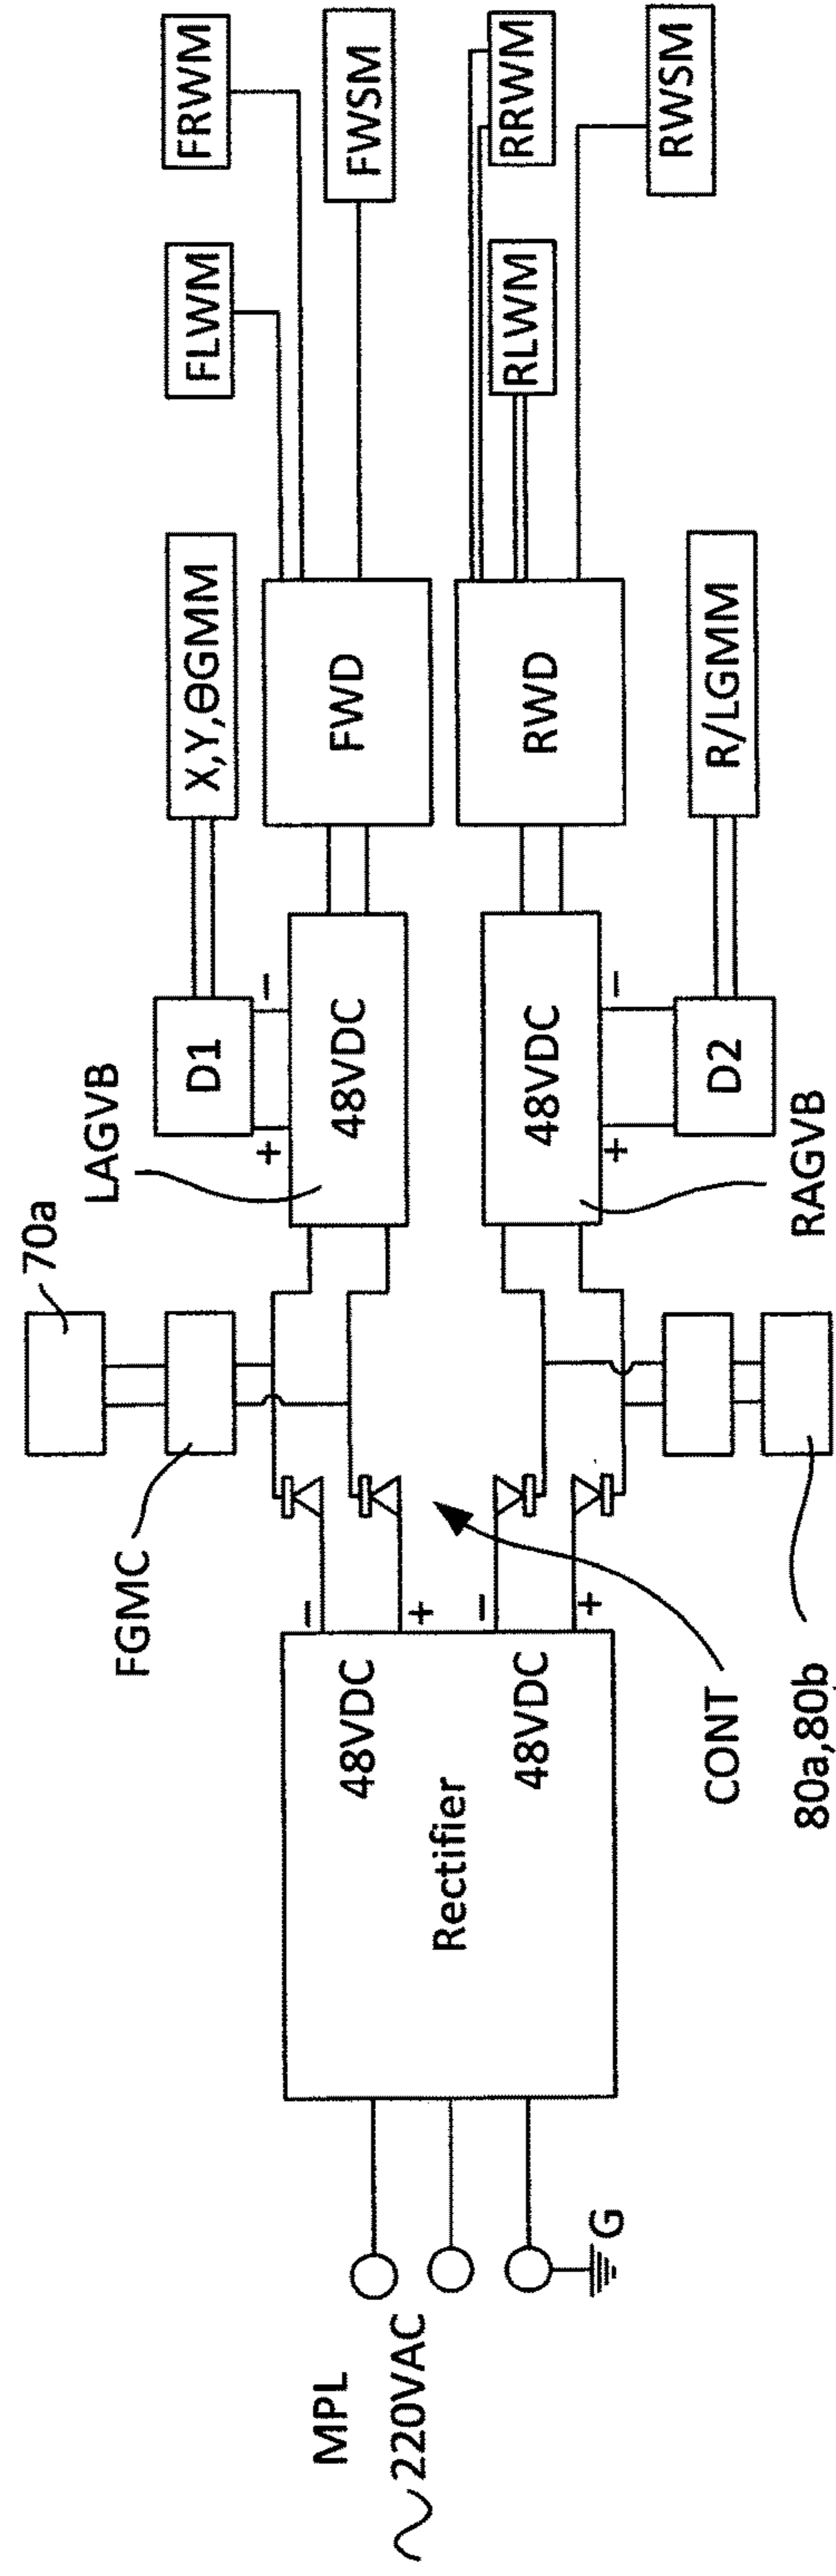 MPL
220VAC
G
Rectifier
48VDC
48VDC
−
+
−
+
CONT
FGMC
70a
80a,80b
LAGVB
RAGVB
48VDC
48VDC
+
−
+
−
D1
D2
X,Y,ΘGMM
R/LGMM
FWD
RWD
FLWM
FRWM
FWSM
RLWM
RRWM
RWSM